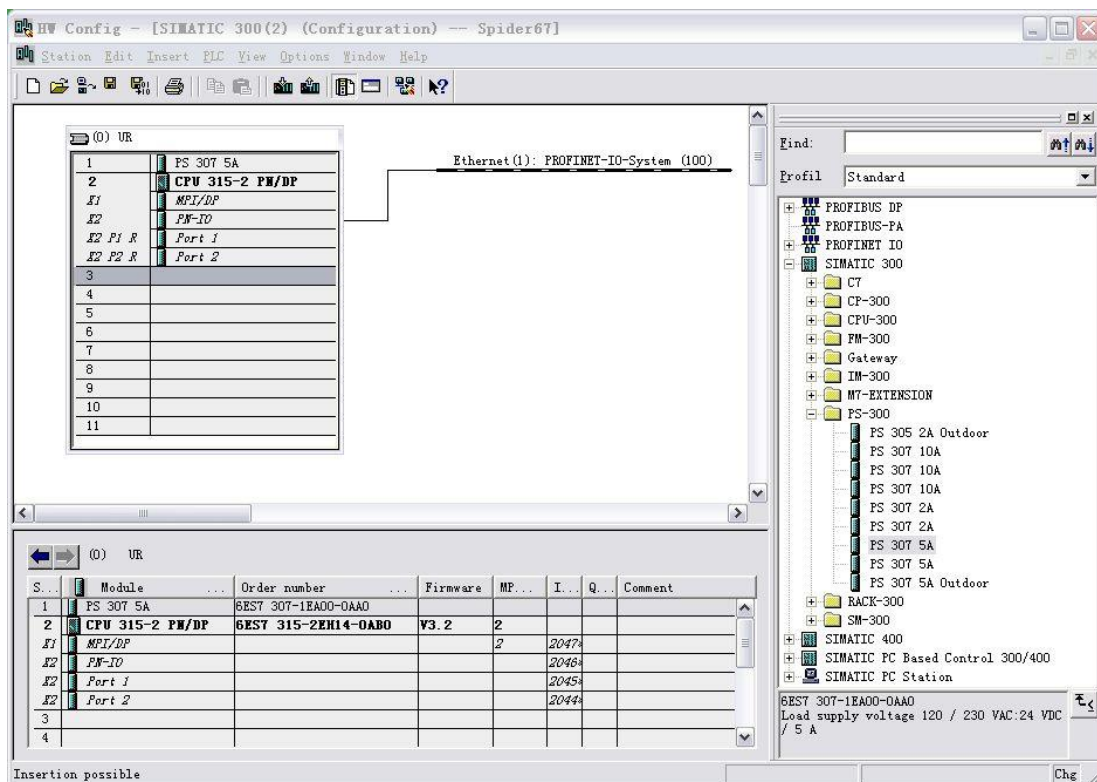 HW Config - [SIMATIC 300(2) (Configuration) -- Spider67]
Station Edit Insert PLC View Options Window Help
(0) UR
1 PS 307 5A
2 CPU 315-2 PN/DP
X1 MPI/DP
X2 PN-IO
X2 P1 R Port 1
X2 P2 R Port 2
3
4
5
6
7
8
9
10
11
Ethernet(1): PROFINET-IO-System (100)
(0) UR
S... Module ... Order number ... Firmware MP... I... Q... Comment
1 PS 307 5A 6ES7 307-1EA00-0AA0
2 CPU 315-2 PN/DP 6ES7 315-2EH14-0AB0 V3.2 2
X1 MPI/DP 2 2047*
X2 PN-IO 2046*
X2 Port 1 2045*
X2 Port 2 2044*
3
4
Find:
Profil Standard
PROFIBUS DP
PROFIBUS-PA
PROFINET IO
SIMATIC 300
C7
CP-300
CPU-300
FM-300
Gateway
IM-300
M7-EXTENSION
PS-300
PS 305 2A Outdoor
PS 307 10A
PS 307 10A
PS 307 10A
PS 307 2A
PS 307 2A
PS 307 5A
PS 307 5A
PS 307 5A Outdoor
RACK-300
SM-300
SIMATIC 400
SIMATIC PC Based Control 300/400
SIMATIC PC Station
6ES7 307-1EA00-0AA0
Load supply voltage 120 / 230 VAC:24 VDC
/ 5 A
Insertion possible
Chg